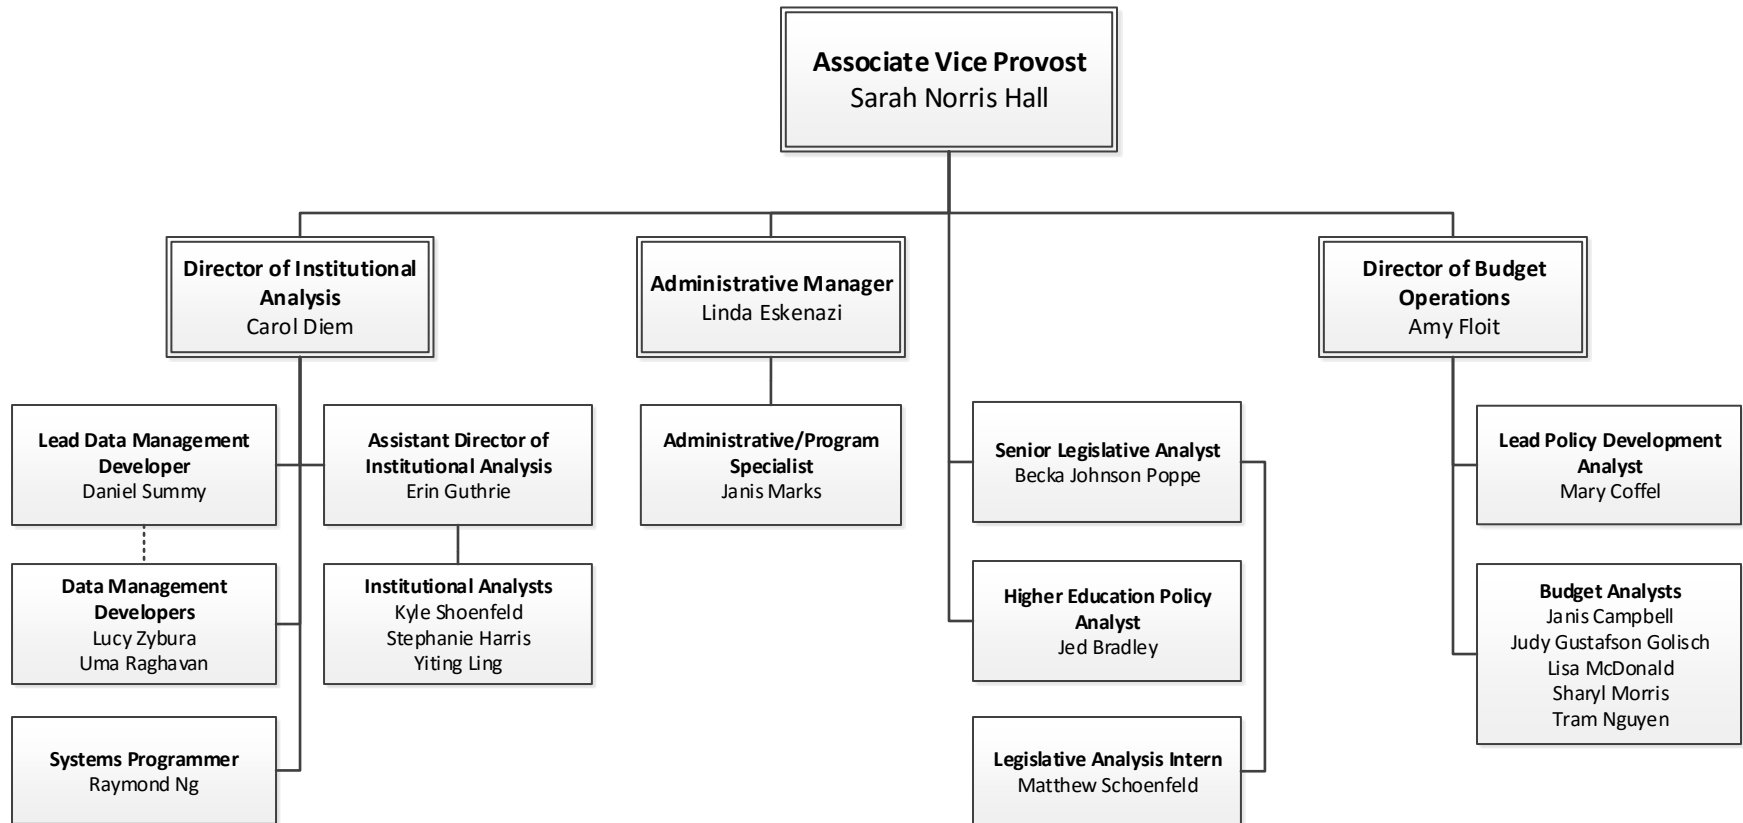 Associate Vice Provost
Sarah Norris Hall
Director of Institutional
Analysis
Carol Diem
Administrative Manager
Linda Eskenazi
Director of Budget
Operations
Amy Floit
Lead Data Management
Developer
Daniel Summy
Assistant Director of
Institutional Analysis
Erin Guthrie
Administrative/Program
Specialist
Janis Marks
Senior Legislative Analyst
Becka Johnson Poppe
Lead Policy Development
Analyst
Mary Coffel
Data Management
Developers
Lucy Zybura
Uma Raghavan
Institutional Analysts
Kyle Shoenfeld
Stephanie Harris
Yiting Ling
Higher Education Policy
Analyst
Jed Bradley
Budget Analysts
Janis Campbell
Judy Gustafson Golisch
Lisa McDonald
Sharyl Morris
Tram Nguyen
Systems Programmer
Raymond Ng
Legislative Analysis Intern
Matthew Schoenfeld